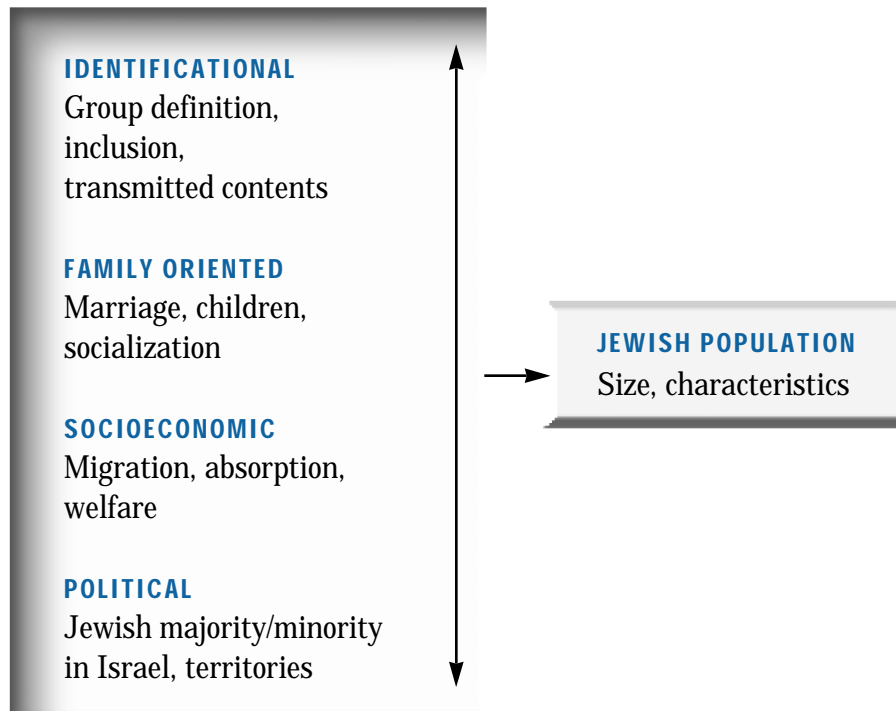 IDENTIFICATIONAL
Group definition,
inclusion,
transmitted contents
FAMILY ORIENTED
Marriage, children,
socialization
SOCIOECONOMIC
Migration, absorption,
welfare
POLITICAL
Jewish majority/minority
in Israel, territories
JEWISH POPULATION
Size, characteristics